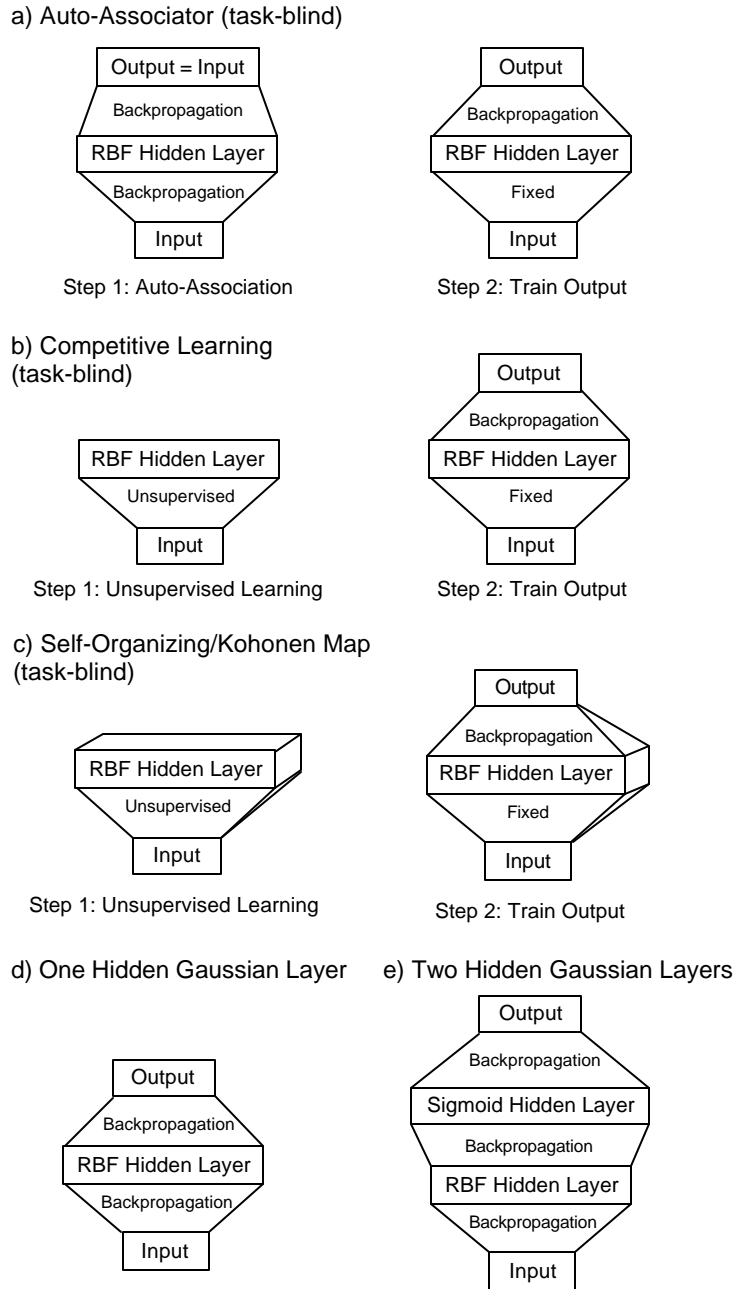 a) Auto-Associator (task-blind)
Output = Input
Backpropagation
RBF Hidden Layer
Backpropagation
Input
Step 1: Auto-Association
Output
Backpropagation
RBF Hidden Layer
Fixed
Input
Step 2: Train Output
b) Competitive Learning
(task-blind)
RBF Hidden Layer
Unsupervised
Input
Step 1: Unsupervised Learning
Output
Backpropagation
RBF Hidden Layer
Fixed
Input
Step 2: Train Output
c) Self-Organizing/Kohonen Map
(task-blind)
RBF Hidden Layer
Unsupervised
Input
Step 1: Unsupervised Learning
Output
Backpropagation
RBF Hidden Layer
Fixed
Input
Step 2: Train Output
d) One Hidden Gaussian Layer
Output
Backpropagation
RBF Hidden Layer
Backpropagation
Input
e) Two Hidden Gaussian Layers
Output
Backpropagation
Sigmoid Hidden Layer
Backpropagation
RBF Hidden Layer
Backpropagation
Input